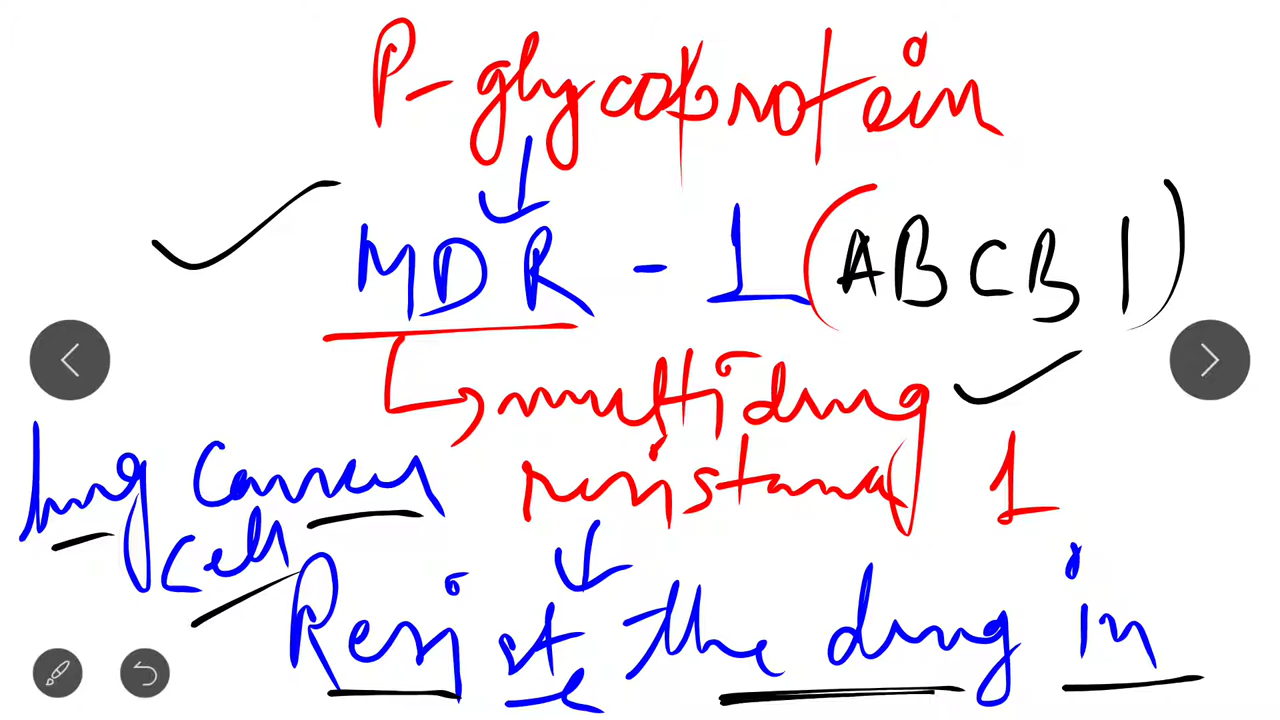 P-glycoprotein
MDR - 1 (ABCB1)
multidrug
resistance 1
lung cancer
cell
Resist the drug in